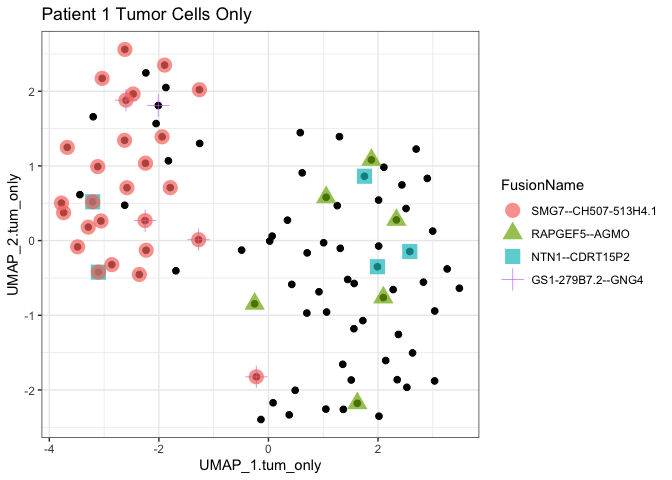 Patient 1 Tumor Cells Only
UMAP_2.tum_only
2
1
0
-1
-2
-4
-2
0
2
UMAP_1.tum_only
FusionName
SMG7--CH507-513H4.1
RAPGEF5--AGMO
NTN1--CDRT15P2
GS1-279B7.2--GNG4